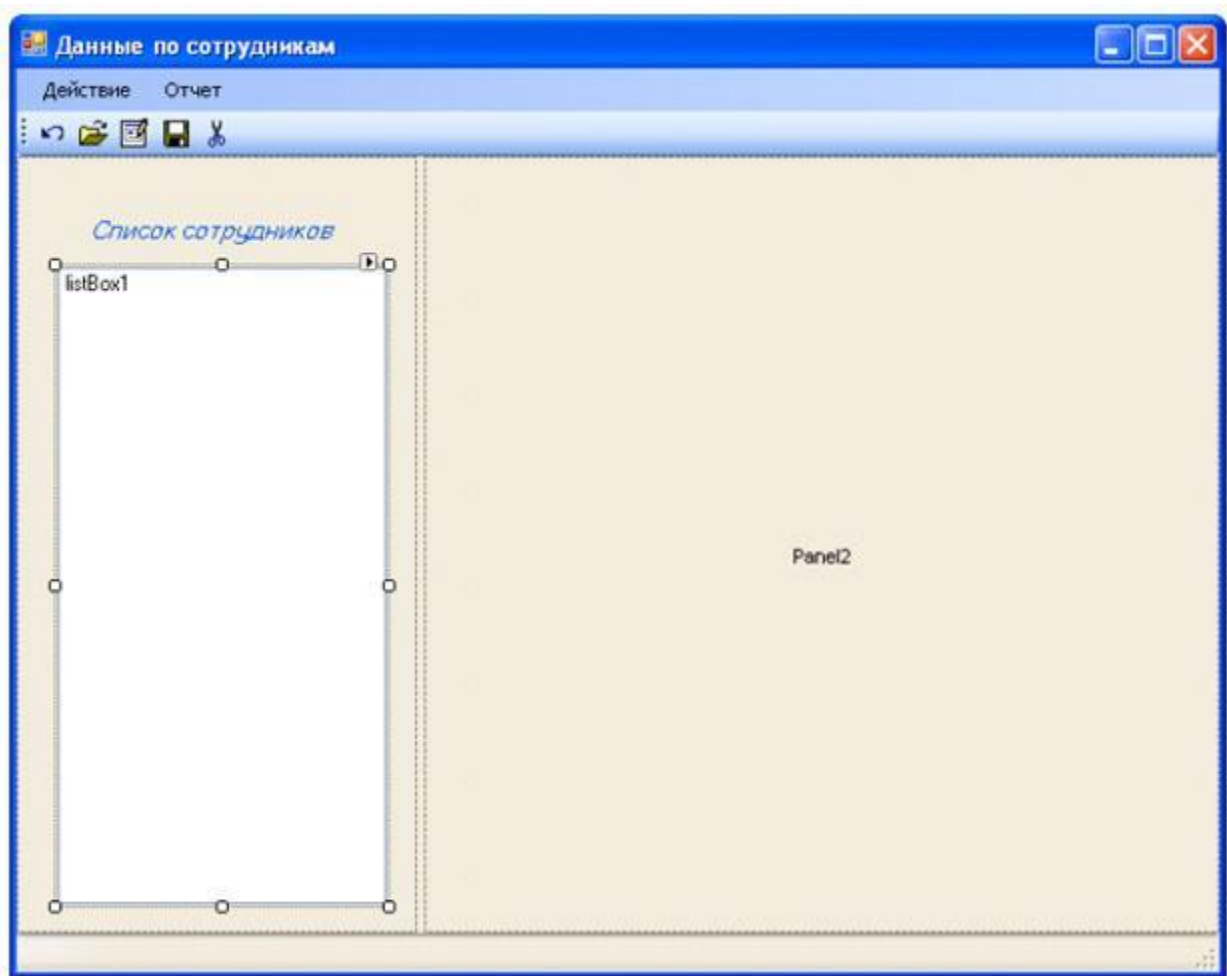 Данные по сотрудникам
Действие Отчет
Список сотрудников
listBox1
Panel2